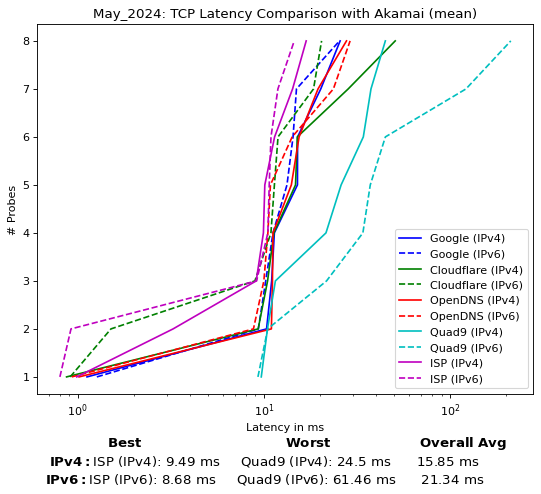 May_2024: TCP Latency Comparison with Akamai (mean)
8
7
6
5
4
3
2
1
# Probes
Google (IPv4)
Google (IPv6)
Cloudflare (IPv4)
Cloudflare (IPv6)
OpenDNS (IPv4)
OpenDNS (IPv6)
Quad9 (IPv4)
Quad9 (IPv6)
ISP (IPv4)
ISP (IPv6)
10⁰ 10¹ 10²
Latency in ms
Best Worst Overall Avg
IPv4: ISP (IPv4): 9.49 ms Quad9 (IPv4): 24.5 ms 15.85 ms
IPv6: ISP (IPv6): 8.68 ms Quad9 (IPv6): 61.46 ms 21.34 ms